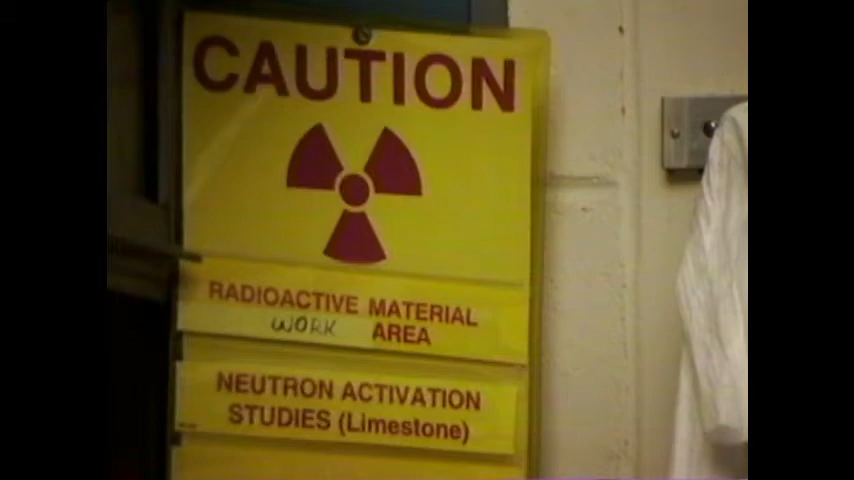 CAUTION
RADIOACTIVE MATERIAL
WORK AREA
NEUTRON ACTIVATION
STUDIES (Limestone)